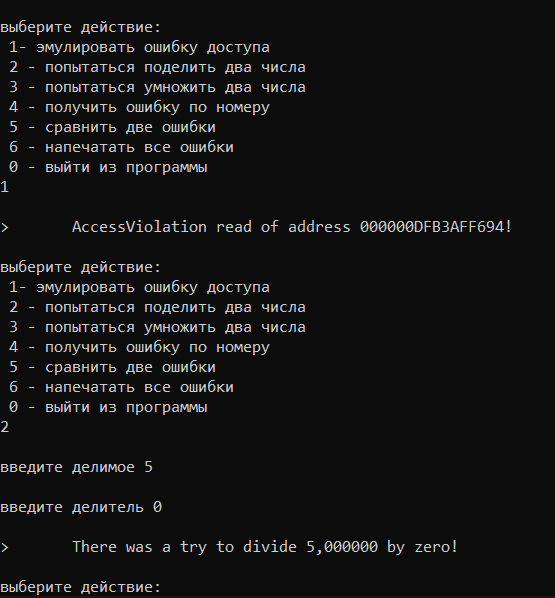 выберите действие:
1- эмулировать ошибку доступа
2 - попытаться поделить два числа
3 - попытаться умножить два числа
4 - получить ошибку по номеру
5 - сравнить две ошибки
6 - напечатать все ошибки
0 - выйти из программы
1
> AccessViolation read of address 000000DFB3AFF694!
выберите действие:
1- эмулировать ошибку доступа
2 - попытаться поделить два числа
3 - попытаться умножить два числа
4 - получить ошибку по номеру
5 - сравнить две ошибки
6 - напечатать все ошибки
0 - выйти из программы
2
введите делимое 5
введите делитель 0
> There was a try to divide 5,000000 by zero!
выберите действие: